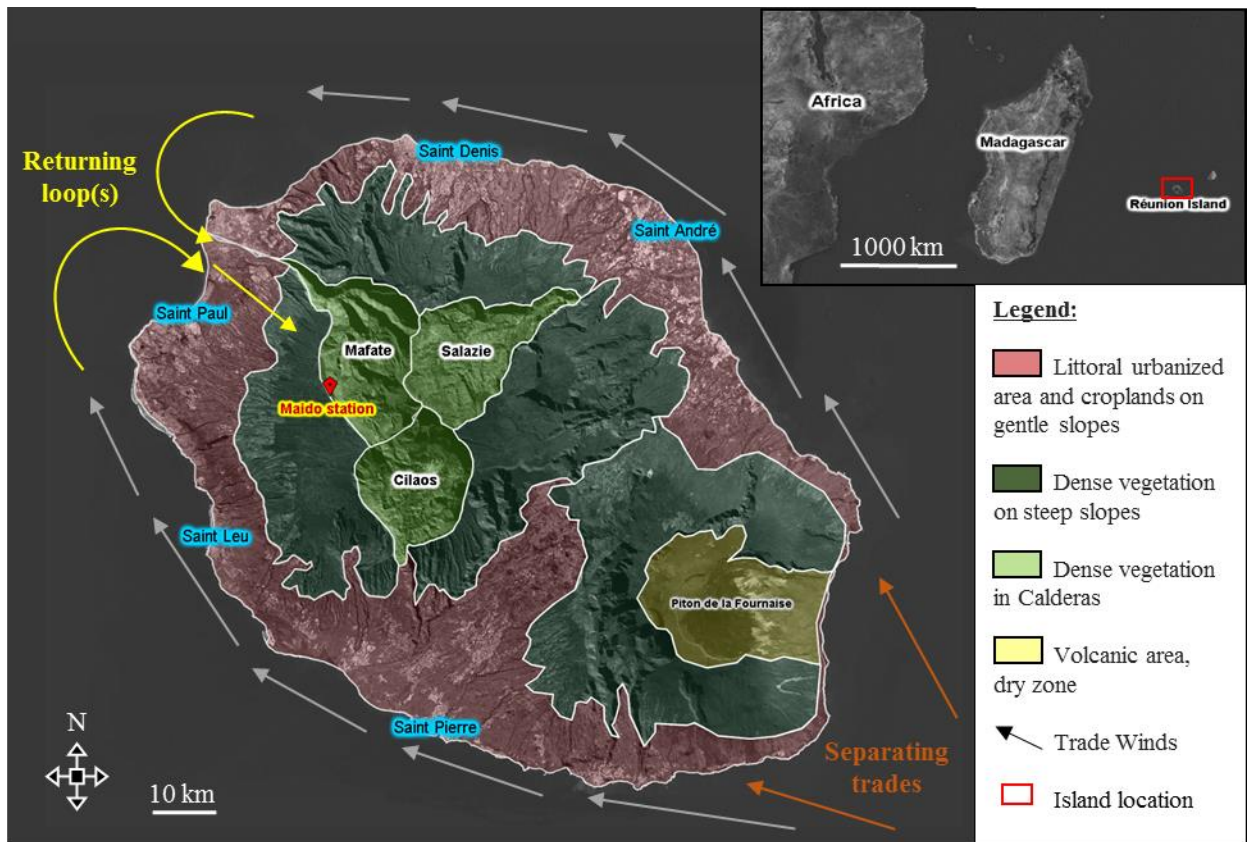 Africa
Madagascar
Réunion Island
1000 km
Returning
loop(s)
Saint Denis
Saint André
Saint Paul
Mafate
Salazie
Maido station
Cilaos
Saint Leu
Piton de la Fournaise
Saint Pierre
Separating
trades
N
10 km
Legend:
Littoral urbanized
area and croplands on
gentle slopes
Dense vegetation
on steep slopes
Dense vegetation
in Calderas
Volcanic area,
dry zone
Trade Winds
Island location